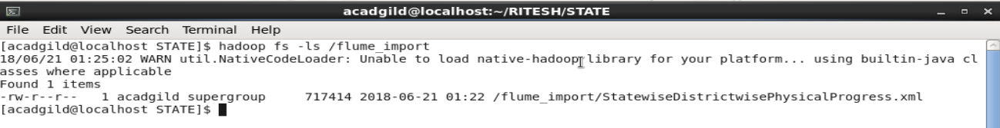 acadgild@localhost:~/RITESH/STATE
File Edit View Search Terminal Help
[acadgild@localhost STATE]$ hadoop fs -ls /flume_import
18/06/21 01:25:02 WARN util.NativeCodeLoader: Unable to load native-hadoop library for your platform... using builtin-java cl
asses where applicable
Found 1 items
-rw-r--r--   1 acadgild supergroup     717414 2018-06-21 01:22 /flume_import/StatewiseDistrictwisePhysicalProgress.xml
[acadgild@localhost STATE]$